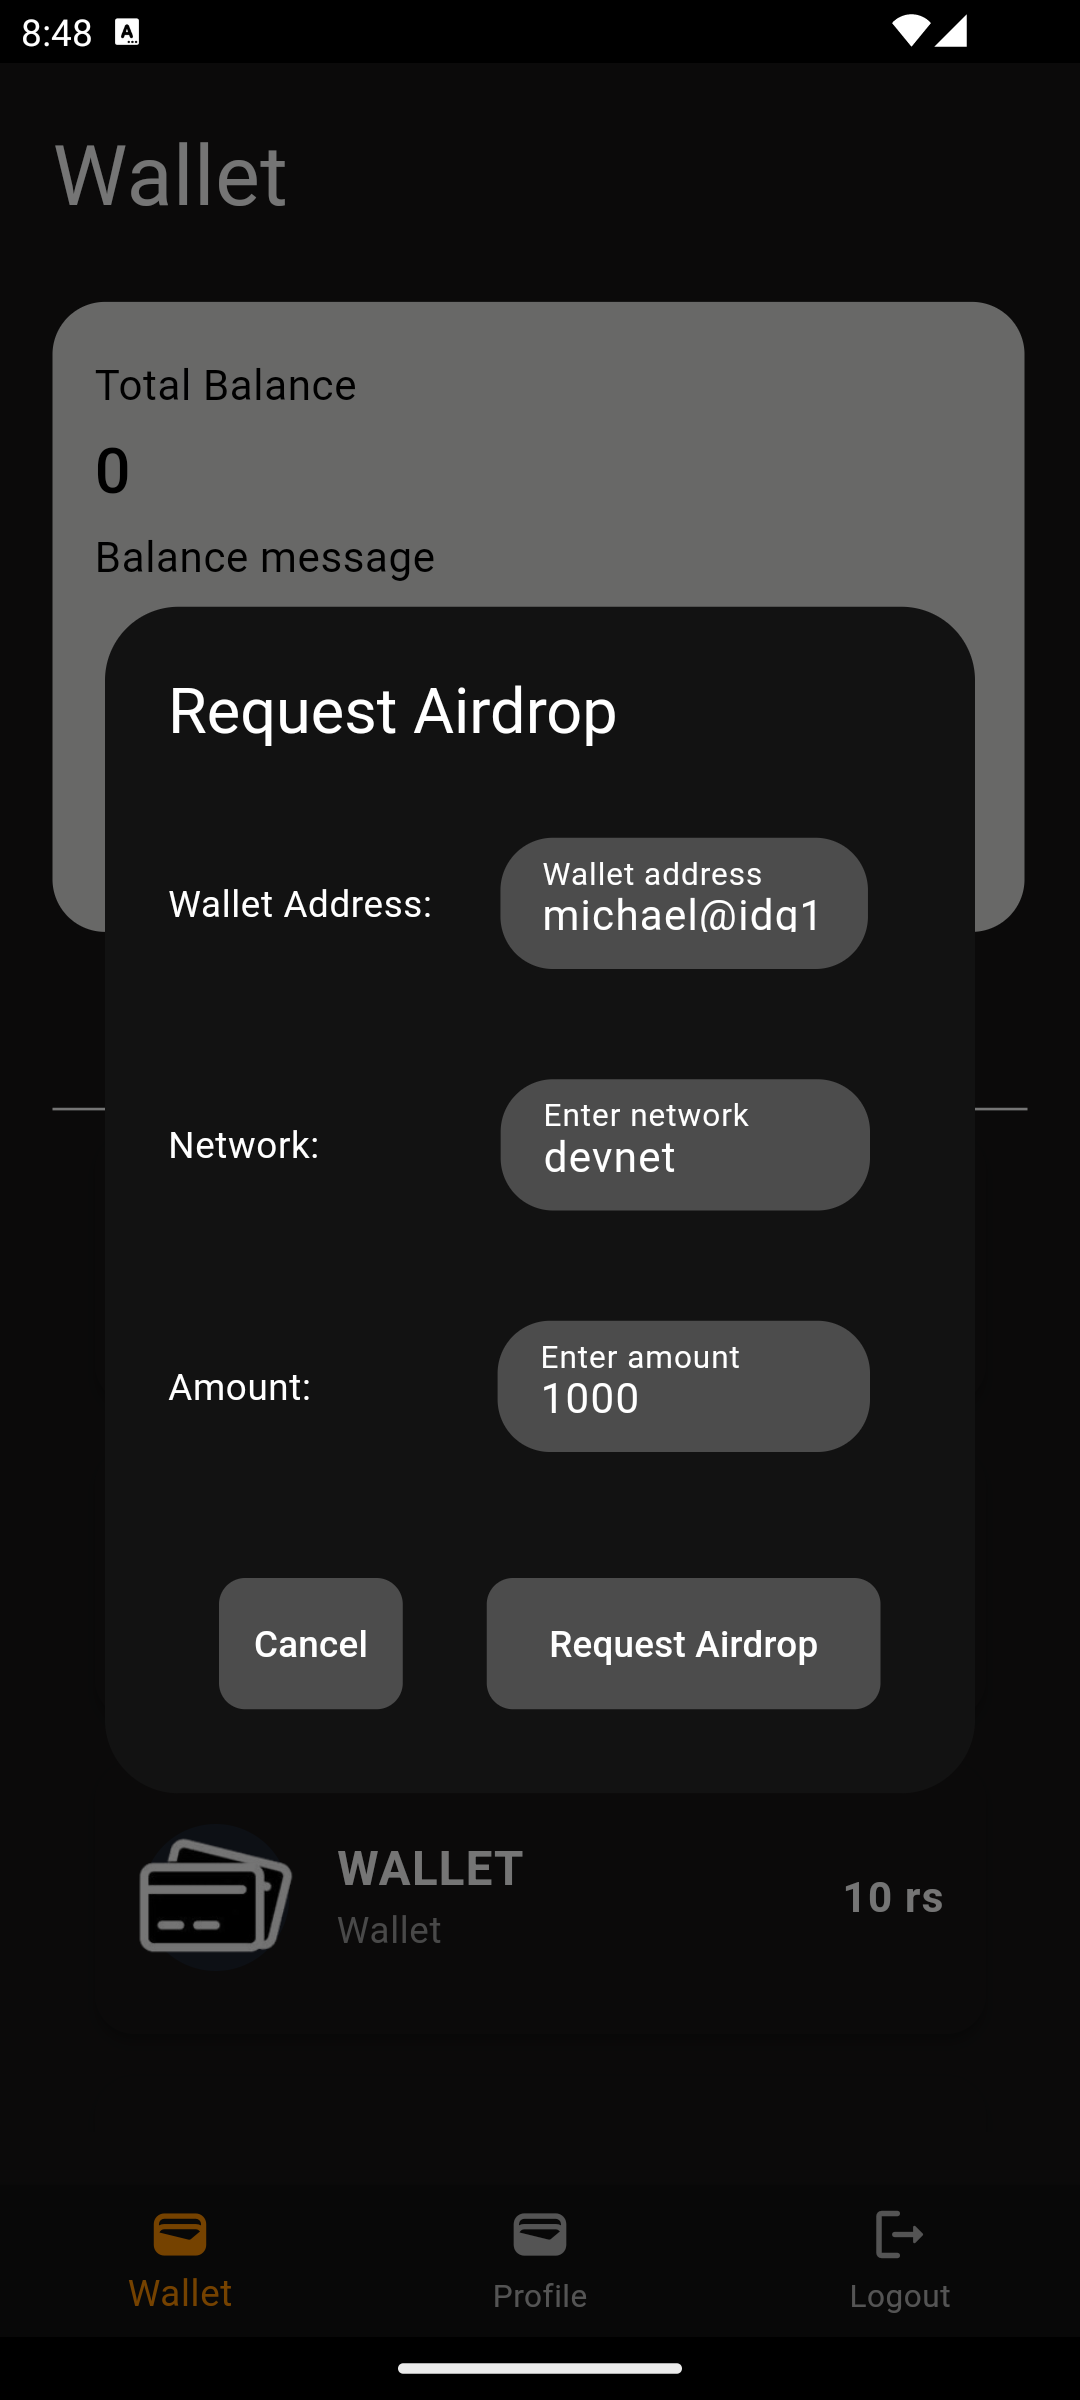 8:48
Wallet
Total Balance
0
Balance message
Request Airdrop
Wallet Address:
Wallet address
michael@idg1
Network:
Enter network
devnet
Amount:
Enter amount
1000
Cancel
Request Airdrop
WALLET
Wallet
10 rs
Wallet
Profile
Logout